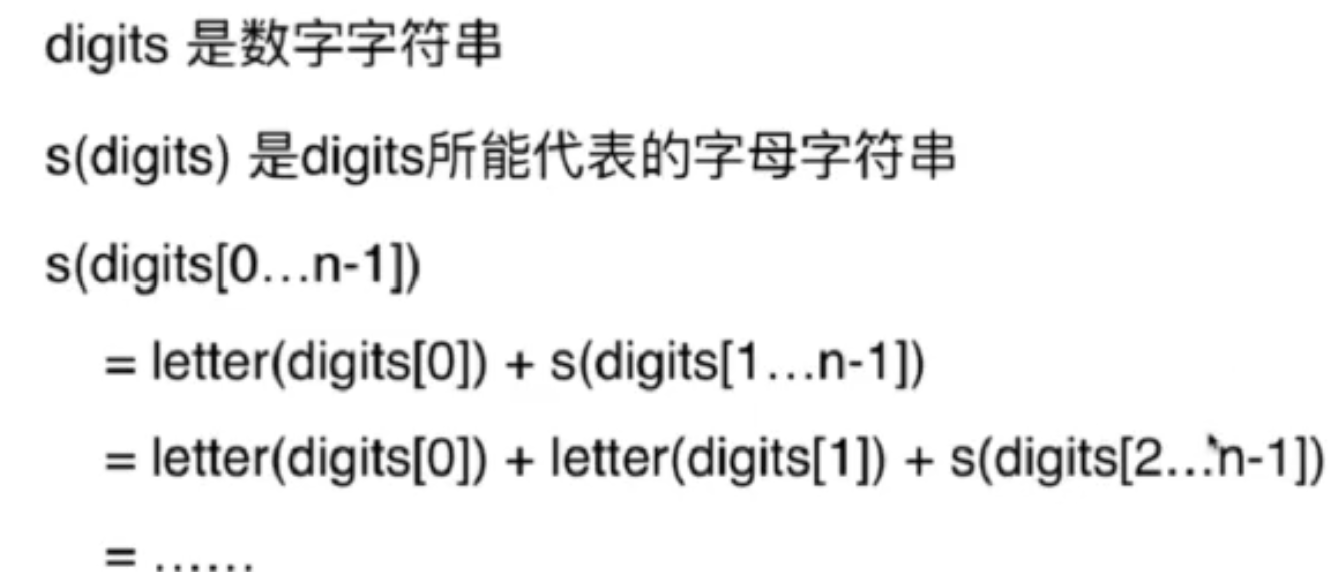 digits 是数字字符串
s(digits) 是digits所能代表的字母字符串
s(digits[0...n-1])
= letter(digits[0]) + s(digits[1...n-1])
= letter(digits[0]) + letter(digits[1]) + s(digits[2...n-1])
= ......